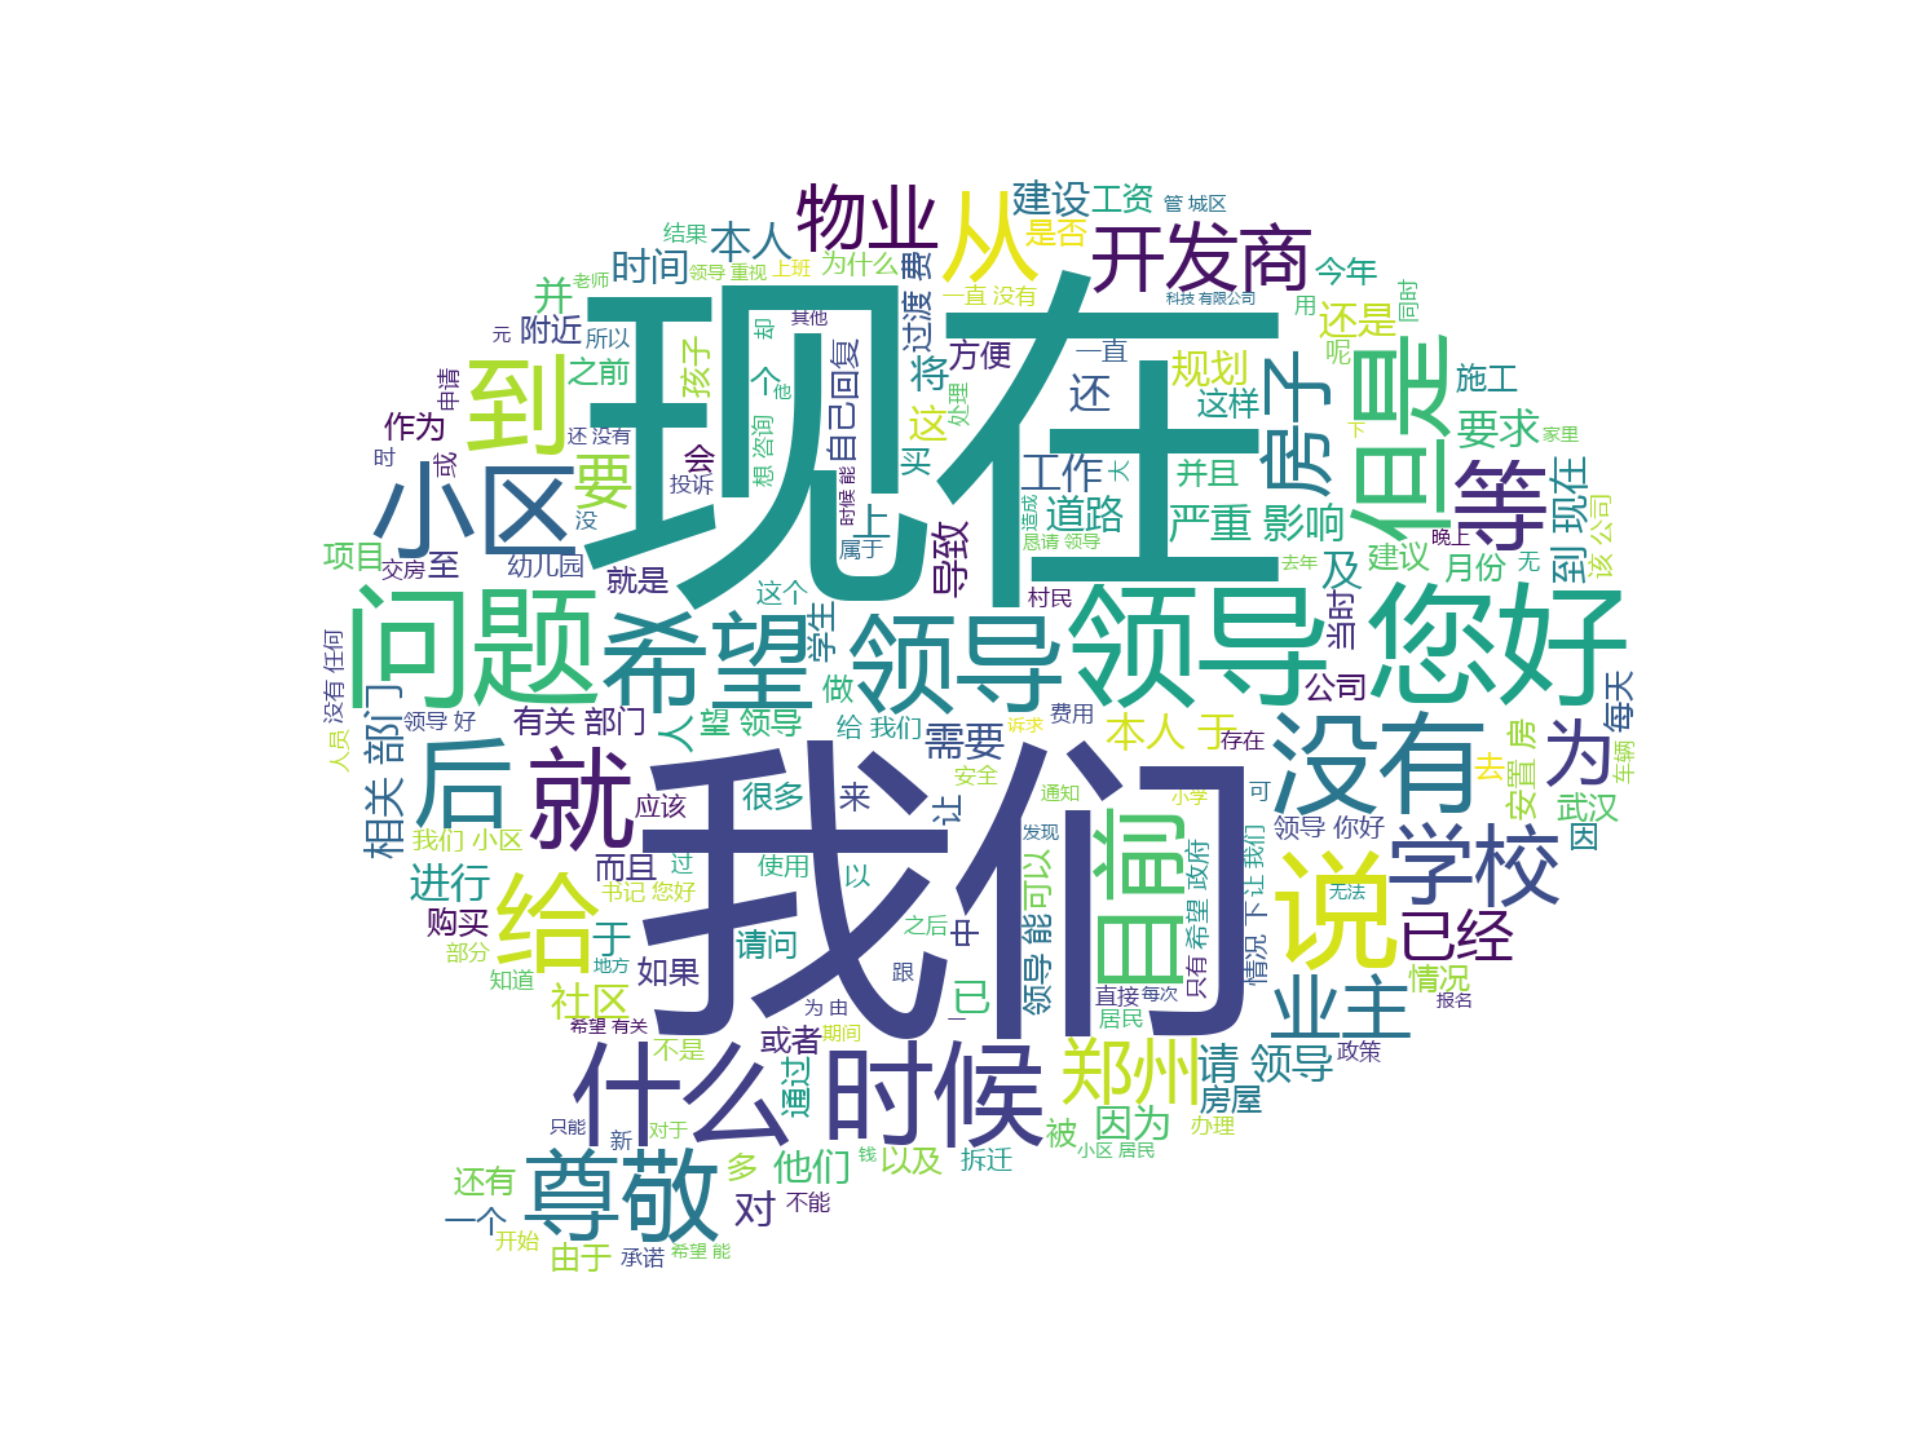 物业
从
建设
工资
管 城区
结果
本人
是否
开发商
时间
领导 重视
上班
为什么
过渡 费
一直 没有
科技 有限公司
今年
并
老师
用
同时
元
附近
所以
其他
却
还是
现在
到
之前
孩子
个
他
自己回复
将
方便
一直
规划
呢
房子
但是
施工
申请
作为
还 没有
会
想 咨询
这
处理
还
这样
下
要求
家里
时
或
小区
要
投诉
时候 能
买
工作
大
并且
等
到 现在
没
上
造成
道路
严重 影响
晚上
该 公司
项目
交房
至
幼儿园
就是
属于
导致
恳请 领导
去年
及
建议
月份
无
问题
希望
这个
学生
村民
领导
领导
当时
您好
人员 没有 任何
相关 部门
领导 好
有关 部门
人
望 领导
做
给 我们
需要
诉求
费用
公司
本人 于
存在
没有
去
安置 房
为
每天
车辆
后
就
应该
我们
很多
来
安全
让
通知
小学
可
领导 你好
武汉
因
我们 小区
进行
而且
过
使用
以
发现
可以
目前
只有 希望 政府
情况 下 让 我们
说
无法
学校
购买
给
书记 您好
于
请问
之后
中
领导 能
已经
部分
知道
地方
如果
跟
情况
社区
为 由
已
直接
每次
业主
报名
希望 有关
不是
或者
期间
一
居民
什么 时候
通过
郑州
请 领导
政策
房屋
只能
新
对于
被
因为
办理
还有
尊敬
多
他们
钱
以及
拆迁
小区 居民
一个
对
不能
开始
由于
承诺
希望 能